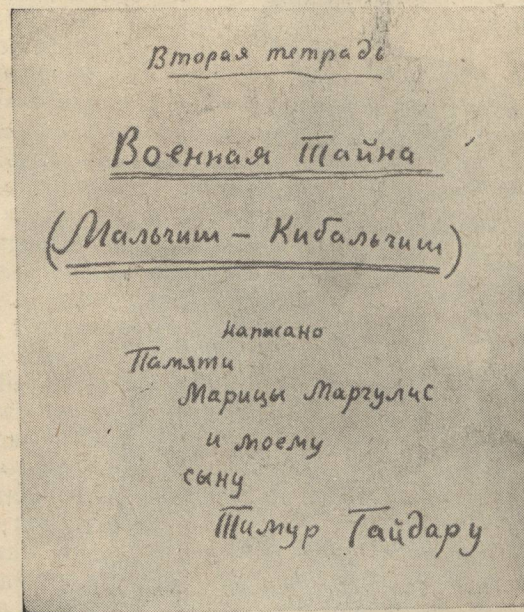 Вторая тетрадь
Военная Тайна
(Мальчиш – Кибальчиш)
написано
Памяти
Марицы Маргулис
и моему
сыну
Тимур Гайдару